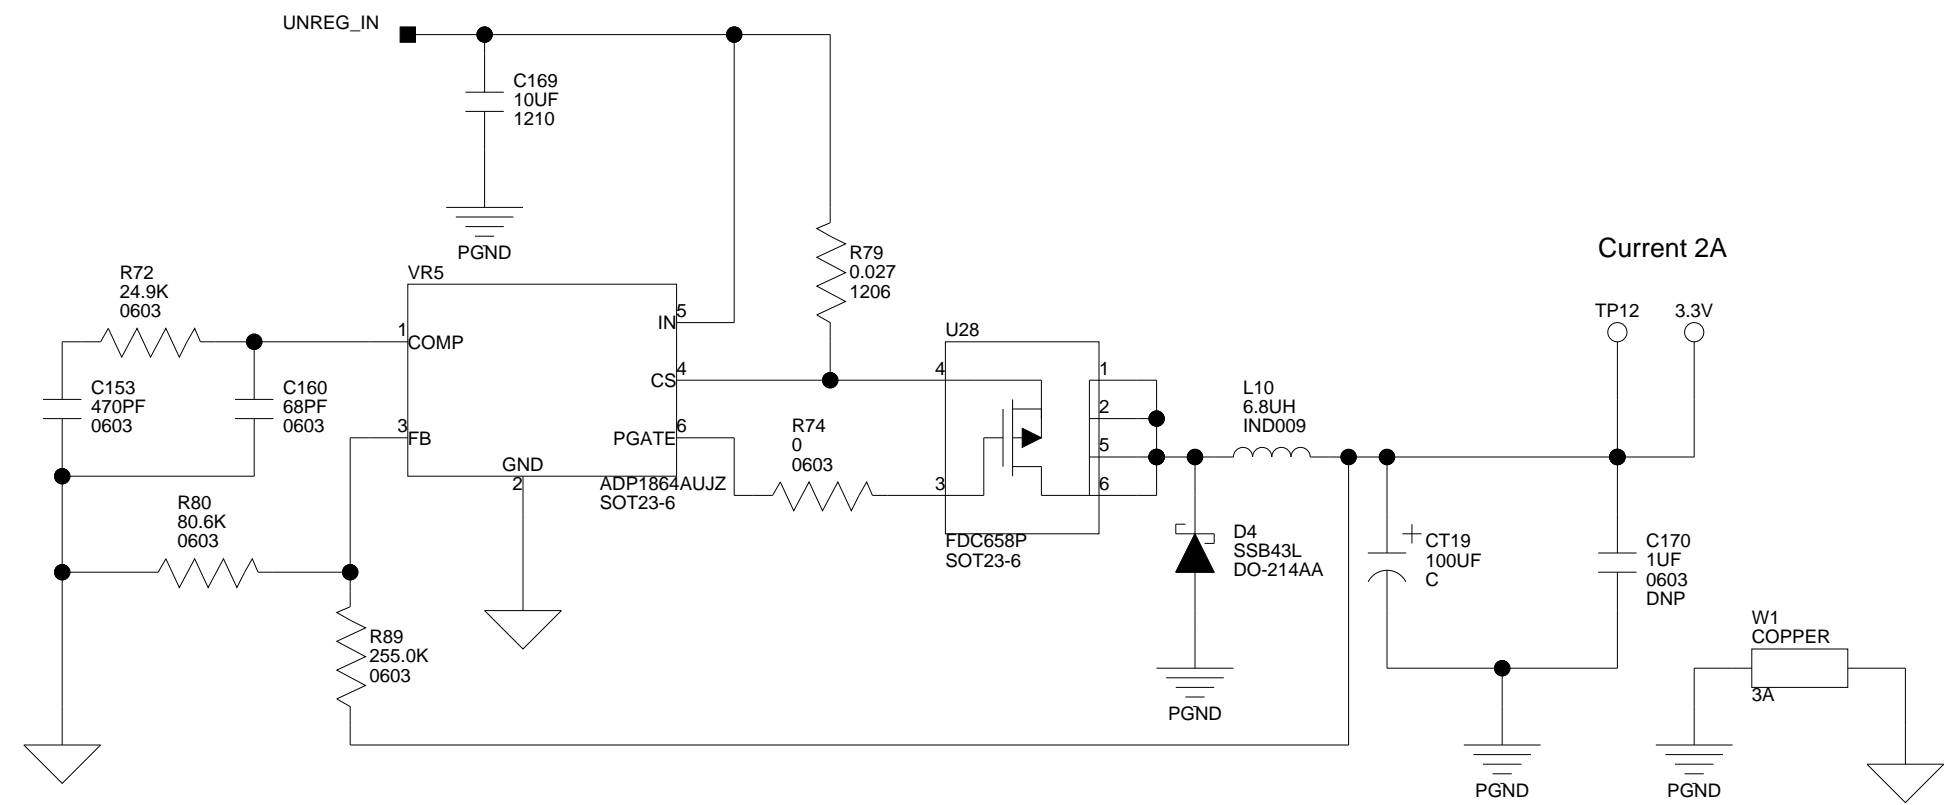 UNREG_IN
C169
10UF
1210
PGND
R79
0.027
1206
Current 2A
R72
24.9K
0603
VR5
5
IN
1
COMP
4
CS
C153
470PF
0603
C160
68PF
0603
3
FB
6
PGATE
GND
2
ADP1864AUJZ
SOT23-6
R74
0
0603
U28
4
3
1
2
5
6
FDC658P
SOT23-6
L10
6.8UH
IND009
TP12
3.3V
R80
80.6K
0603
R89
255.0K
0603
D4
SSB43L
DO-214AA
PGND
+
CT19
100UF
C
C170
1UF
0603
DNP
PGND
W1
COPPER
3A
PGND